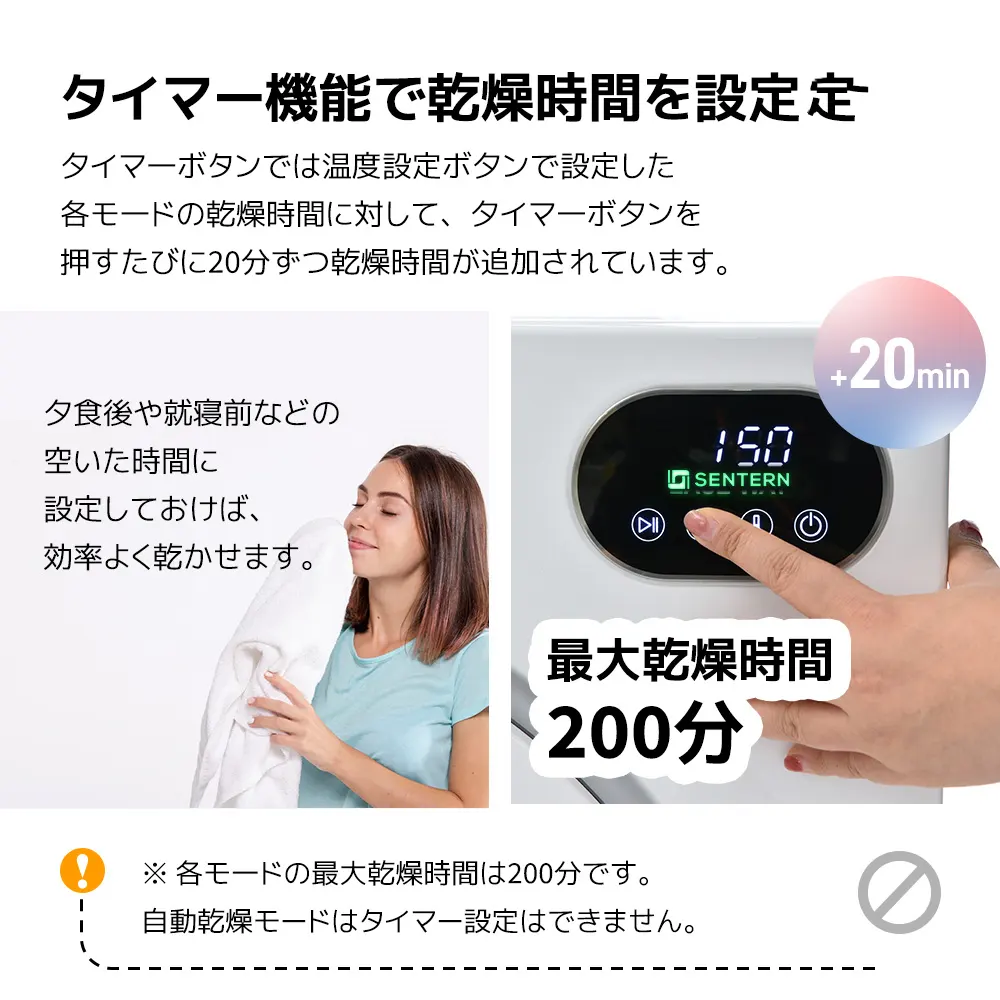 タイマー機能で乾燥時間を設定定
タイマーボタンでは温度設定ボタンで設定した
各モードの乾燥時間に対して、タイマーボタンを
押すたびに20分ずつ乾燥時間が追加されています。
+20min
夕食後や就寝前などの
空いた時間に
設定しておけば、
効率よく乾かせます。
150
SENTERN
最大乾燥時間
200分
※ 各モードの最大乾燥時間は200分です。
自動乾燥モードはタイマー設定はできません。